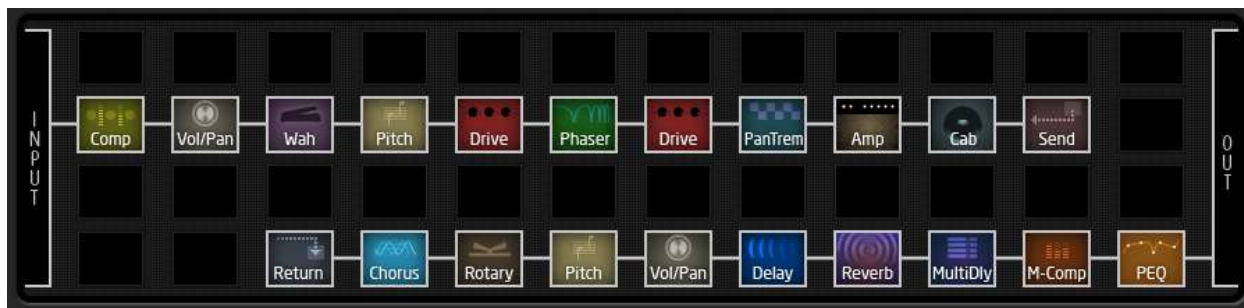 INPUT
Comp Vol/Pan Wah Pitch Drive Phaser Drive PanTrem Amp Cab Send
OUT
Return Chorus Rotary Pitch Vol/Pan Delay Reverb MultiDly M-Comp PEQ